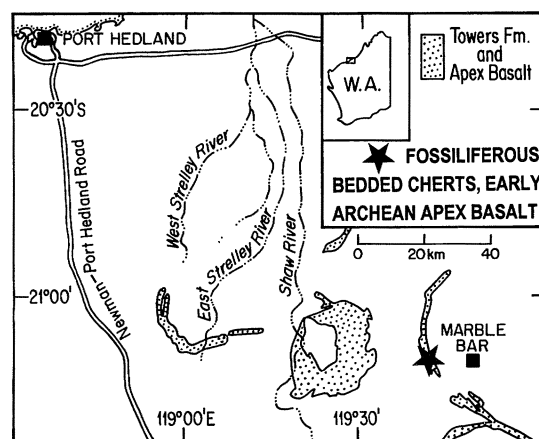 PORT HEDLAND
20°30'S
Newman-Port Hedland Road
West Strelley River
East Strelley River
Shaw River
W.A.
Towers Fm.
and
Apex Basalt
FOSSILIFEROUS
BEDDED CHERTS, EARLY
ARCHEAN APEX BASALT
0 20 40
km
21°00'
MARBLE
BAR
119°00'E
119°30'